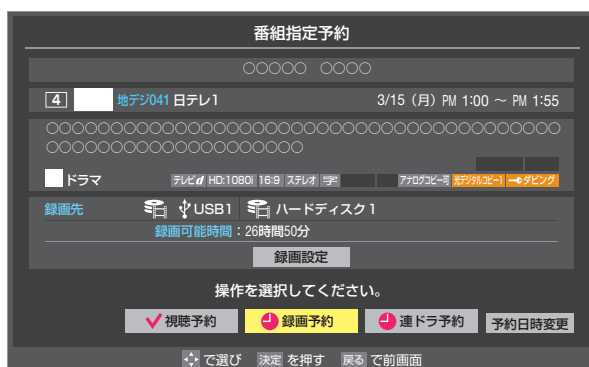 番組指定予約
○○○○○ ○○○○
4 地デジ041 日テレ1 3/15(月) PM 1:00 ~ PM 1:55
○○○○○○○○○○○○○○○○○○○○○○○○○○○○○○○○○○○○○○○○
○○○○○○○○○○○○○○○○○○○○
ドラマ テレビd HD:1080i 16:9 ステレオ 字 アナログコピー可 光デジタルコピー1 ダビング
録画先 USB1 ハードディスク1
録画可能時間:26時間50分
録画設定
操作を選択してください。
視聴予約 録画予約 連ドラ予約 予約日時変更
で選び 決定 を押す 戻る で前画面